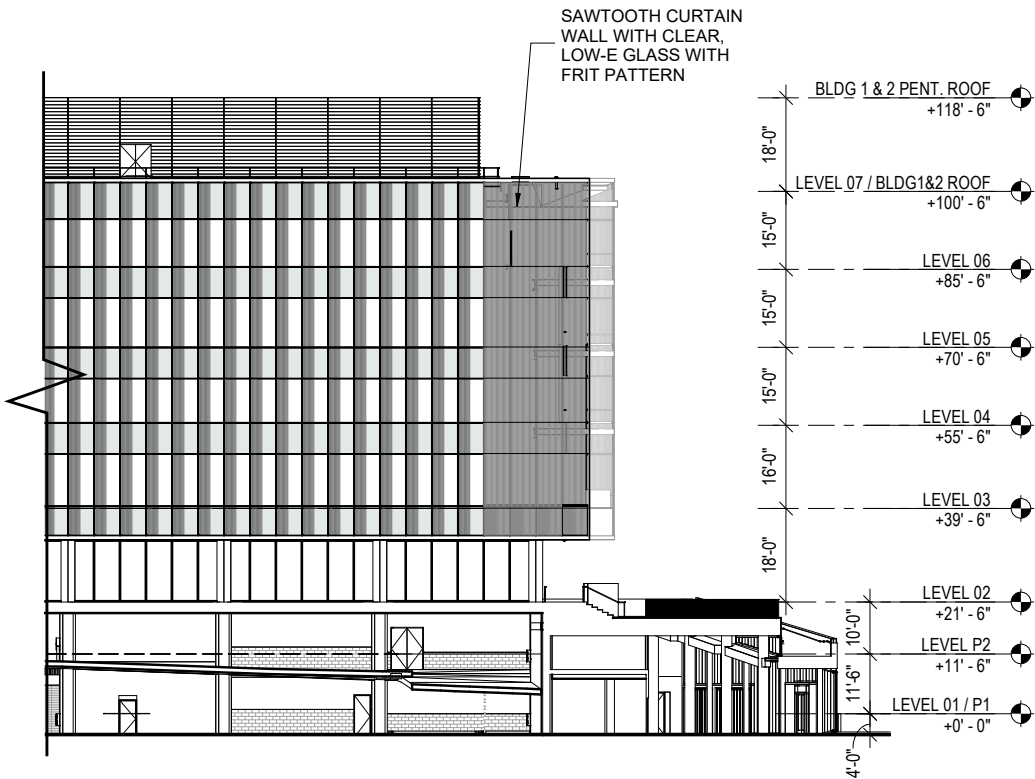 SAWTOOTH CURTAIN
WALL WITH CLEAR,
LOW-E GLASS WITH
FRIT PATTERN
BLDG 1 & 2 PENT. ROOF
+118' - 6"
18'-0"
LEVEL 07 / BLDG1&2 ROOF
+100' - 6"
15'-0"
LEVEL 06
+85' - 6"
15'-0"
LEVEL 05
+70' - 6"
15'-0"
LEVEL 04
+55' - 6"
16'-0"
LEVEL 03
+39' - 6"
18'-0"
LEVEL 02
+21' - 6"
10'-0"
LEVEL P2
+11' - 6"
11'-6"
LEVEL 01 / P1
+0' - 0"
4'-0"